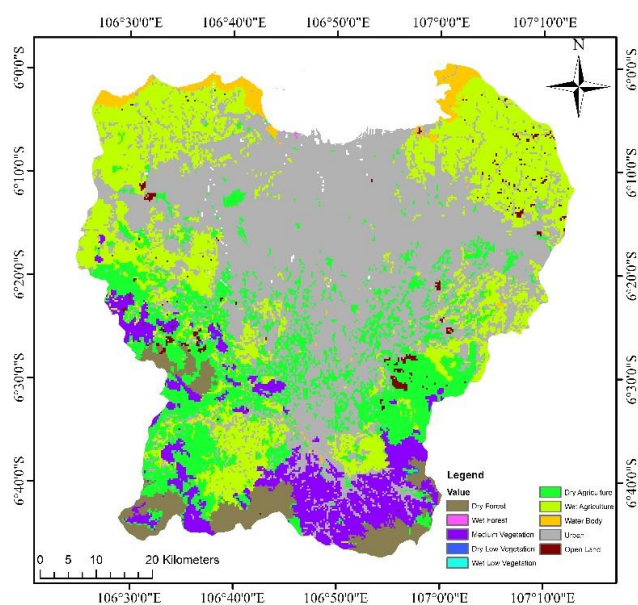 106°30'0"E 106°40'0"E 106°50'0"E 107°0'0"E 107°10'0"E
N
6°0'0"S 6°0'0"S
6°10'0"S 6°10'0"S
6°20'0"S 6°20'0"S
6°30'0"S 6°30'0"S
6°40'0"S 6°40'0"S
Legend
Value
Dry Forest
Wet Forest
Medium Vegetation
Dry Low Vegetation
Wet Low Vegetation
Dry Agriculture
Wet Agriculture
Water Body
Urban
Open Land
0 5 10 20 Kilometers
106°30'0"E 106°40'0"E 106°50'0"E 107°0'0"E 107°10'0"E